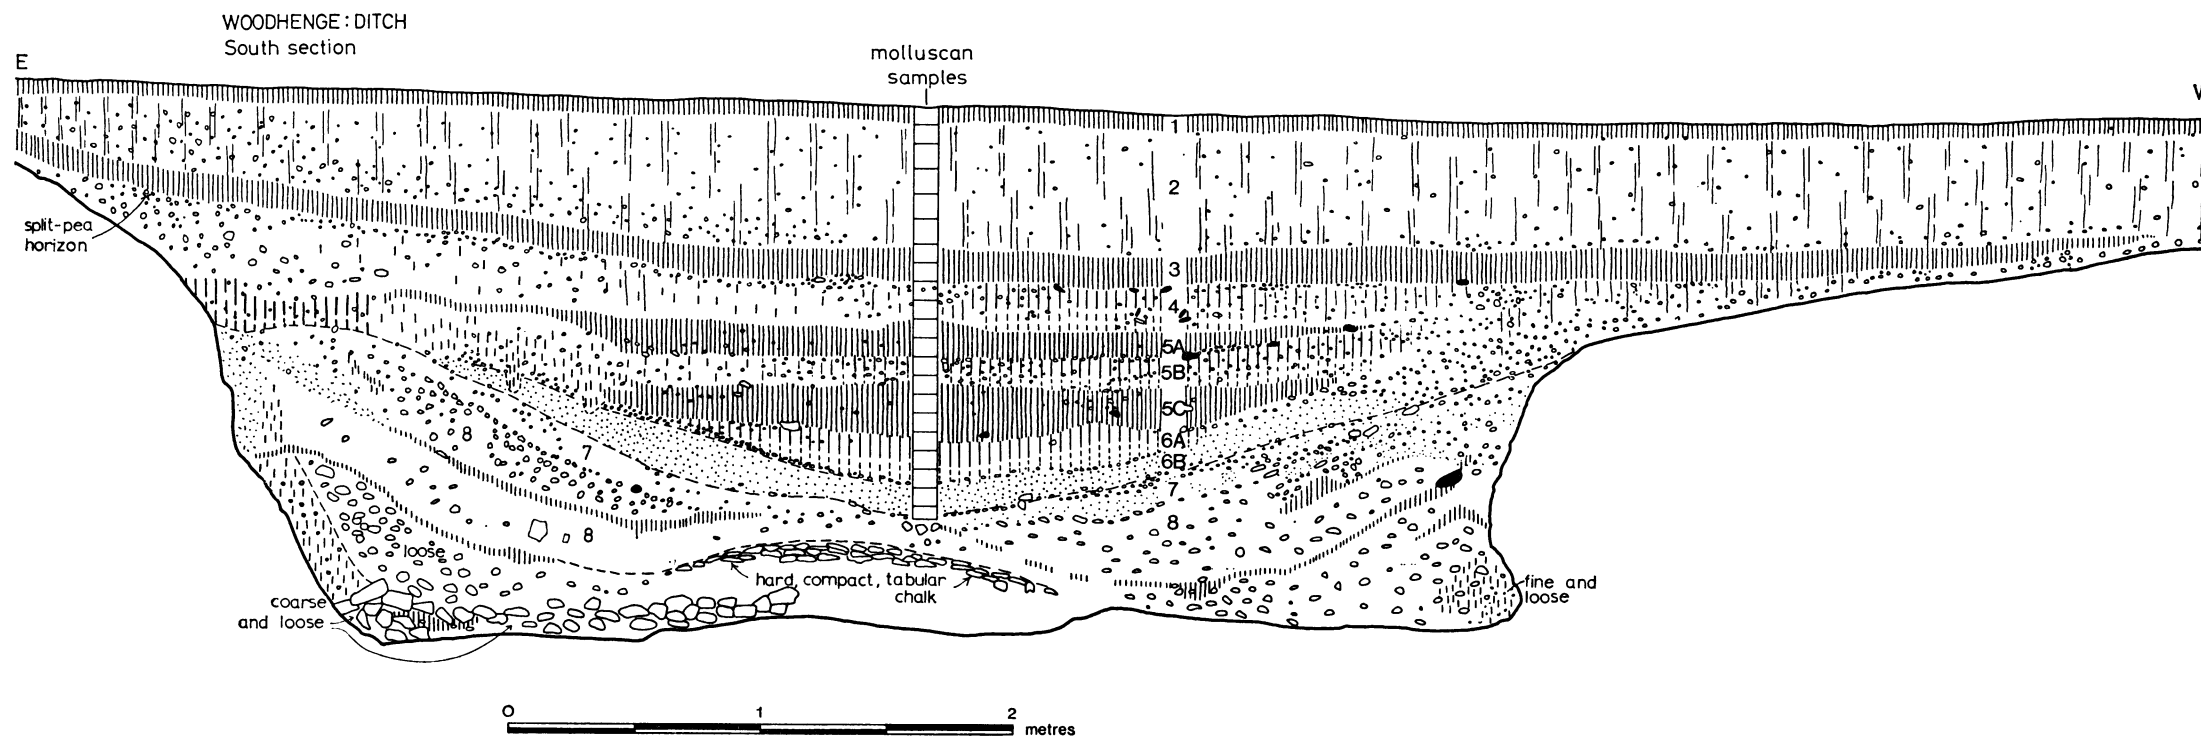 WOODHENGE: DITCH
South section
E
molluscan
samples
W
1
2
split-pea
horizon
3
4
5A
5B
5C
6A
6B
7
7
8
8
8
loose
hard, compact, tabular
chalk
coarse
and loose
fine and
loose
0
1
2
metres